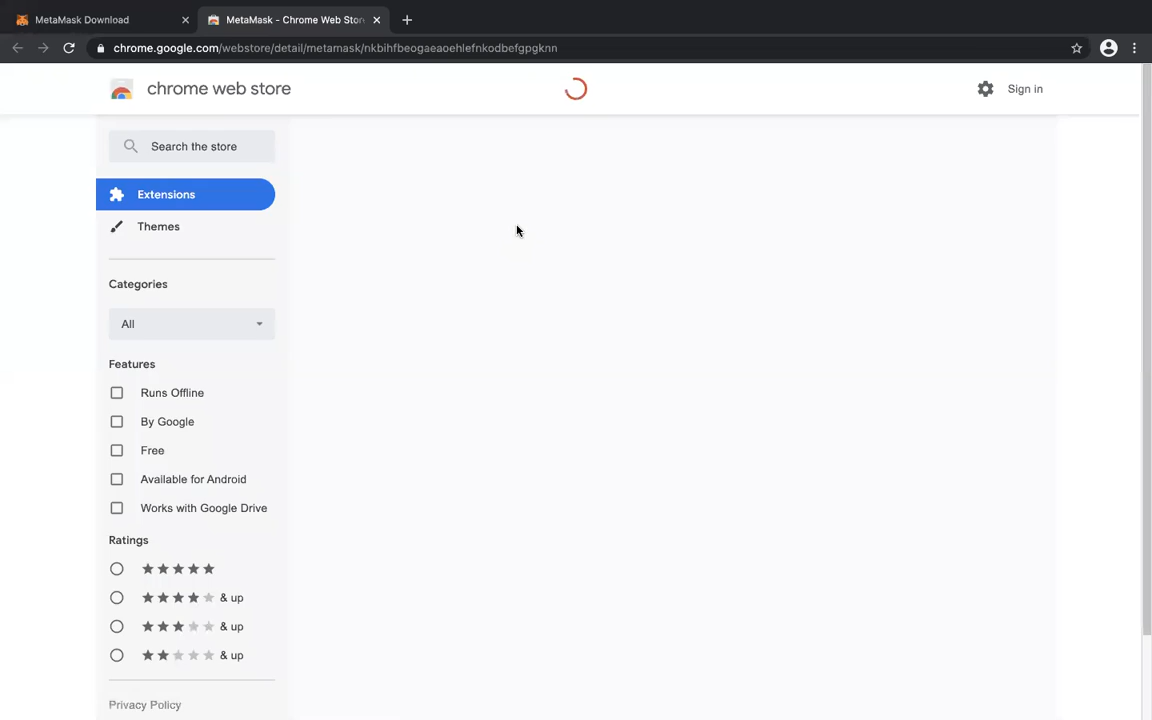 MetaMask Download
MetaMask - Chrome Web Stor
chrome.google.com/webstore/detail/metamask/nkbihfbeogaeaoehlefnkodbefgpgknn
chrome web store
Sign in
Search the store
Extensions
Themes
Categories
All
Features
Runs Offline
By Google
Free
Available for Android
Works with Google Drive
Ratings
& up
& up
& up
Privacy Policy